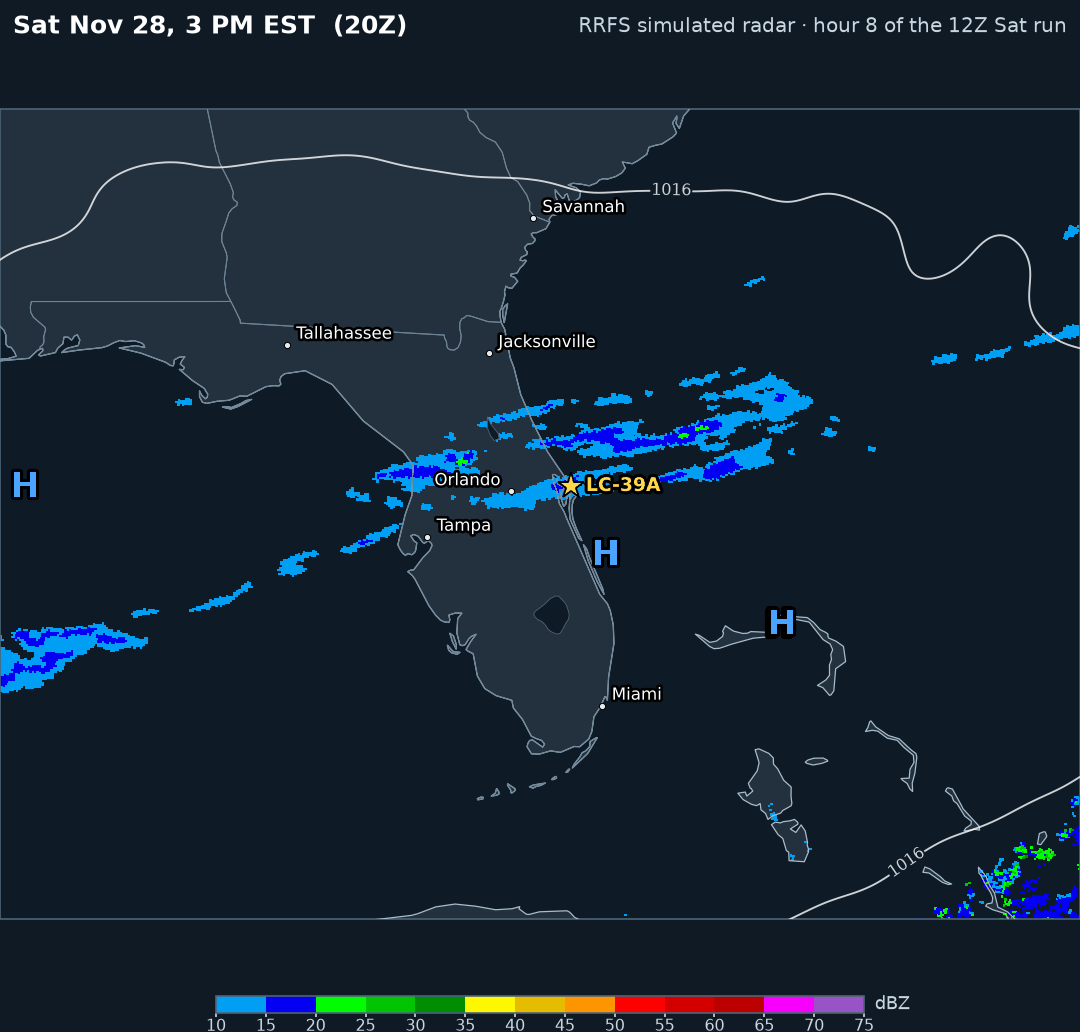 Sat Nov 28, 3 PM EST (20Z)
RRFS simulated radar · hour 8 of the 12Z Sat run
1016
Savannah
Tallahassee
Jacksonville
H
Orlando
LC-39A
Tampa
H
H
Miami
1016
dBZ
10 15 20 25 30 35 40 45 50 55 60 65 70 75